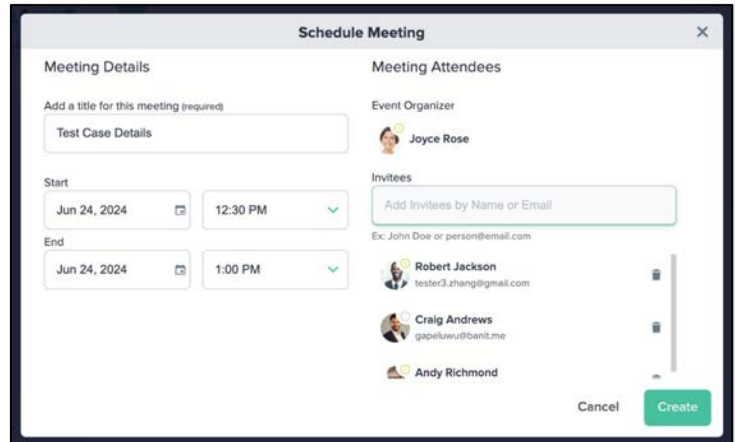 Schedule Meeting
Meeting Details
Add a title for this meeting (required)
Test Case Details
Start
Jun 24, 2024
12:30 PM
End
Jun 24, 2024
1:00 PM
Meeting Attendees
Event Organizer
Joyce Rose
Invitees
Add Invitees by Name or Email
Ex: John Doe or person@email.com
Robert Jackson
tester3.zhang@gmail.com
Craig Andrews
gapeluwu@banit.me
Andy Richmond
Cancel
Create